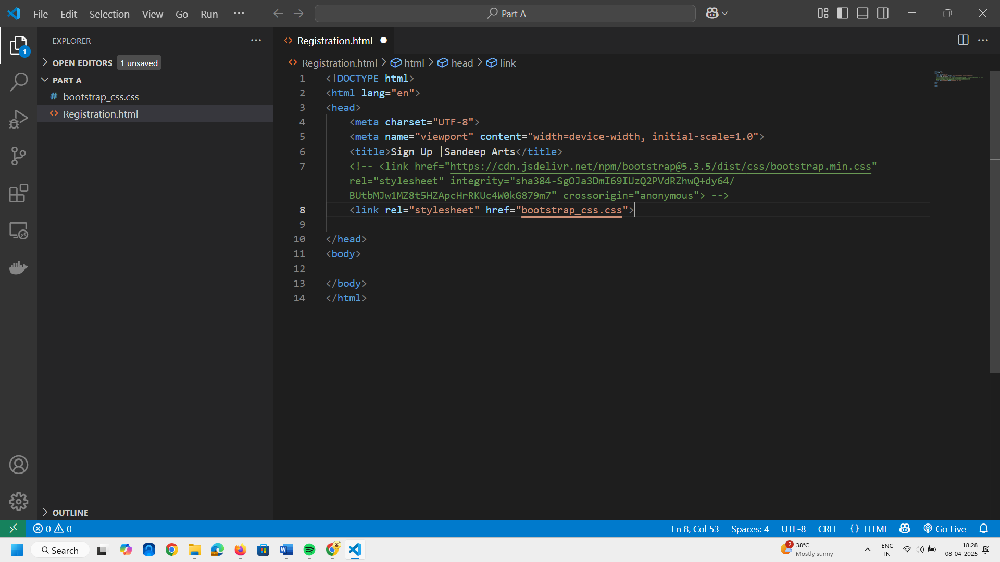 File Edit Selection View Go Run ···
Part A
EXPLORER
OPEN EDITORS 1 unsaved
PART A
# bootstrap_css.css
<> Registration.html
OUTLINE
<> Registration.html
<> Registration.html > html > head > link
1 <!DOCTYPE html>
2 <html lang="en">
3 <head>
4 <meta charset="UTF-8">
5 <meta name="viewport" content="width=device-width, initial-scale=1.0">
6 <title>Sign Up |Sandeep Arts</title>
7 <!-- <link href="https://cdn.jsdelivr.net/npm/bootstrap@5.3.5/dist/css/bootstrap.min.css"
rel="stylesheet" integrity="sha384-SgOJa3DmI69IUzQ2PVdRZhwQ+dy64/
BUtbMJw1MZ8t5HZApcHrRKUc4W0kG879m7" crossorigin="anonymous"> -->
8 <link rel="stylesheet" href="bootstrap_css.css">
9
10 </head>
11 <body>
12
13 </body>
14 </html>
0 0
Ln 8, Col 53 Spaces: 4 UTF-8 CRLF {} HTML Go Live
Search
2
38°C
Mostly sunny
ENG
IN
18:28
08-04-2025
1